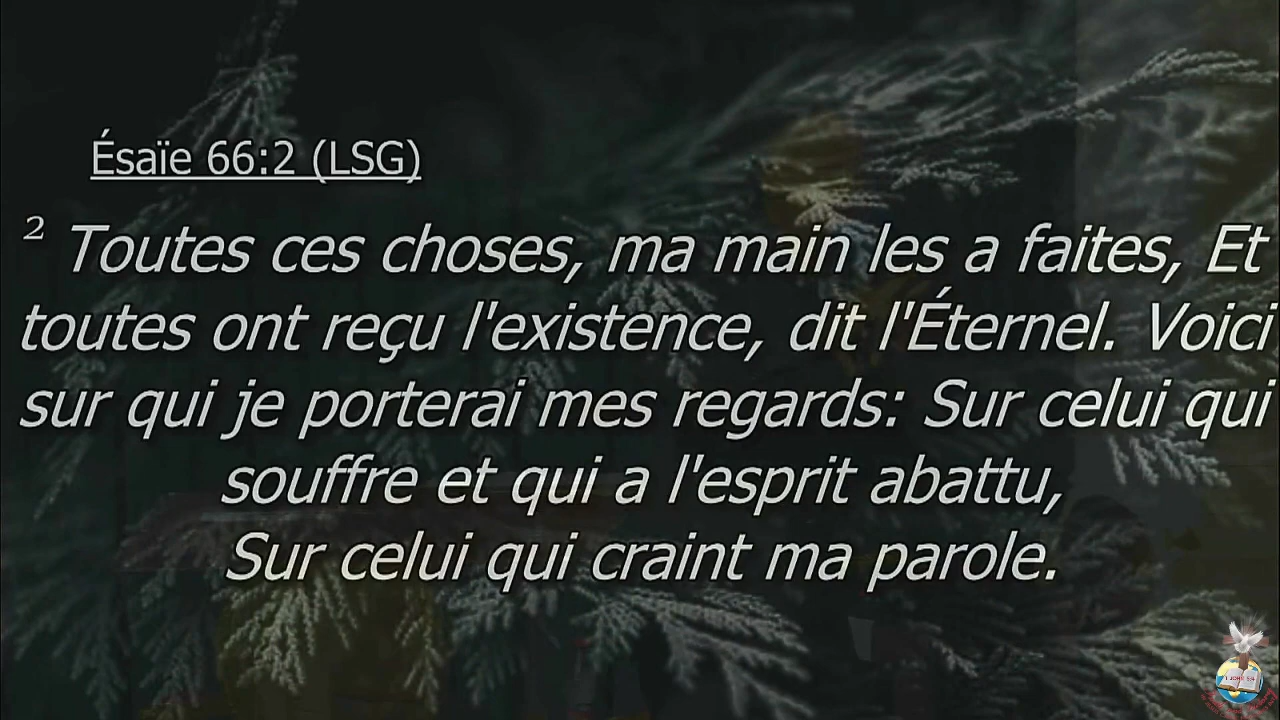 Ésaïe 66:2 (LSG)
² Toutes ces choses, ma main les a faites, Et
toutes ont reçu l'existence, dit l'Éternel. Voici
sur qui je porterai mes regards: Sur celui qui
souffre et qui a l'esprit abattu,
Sur celui qui craint ma parole.